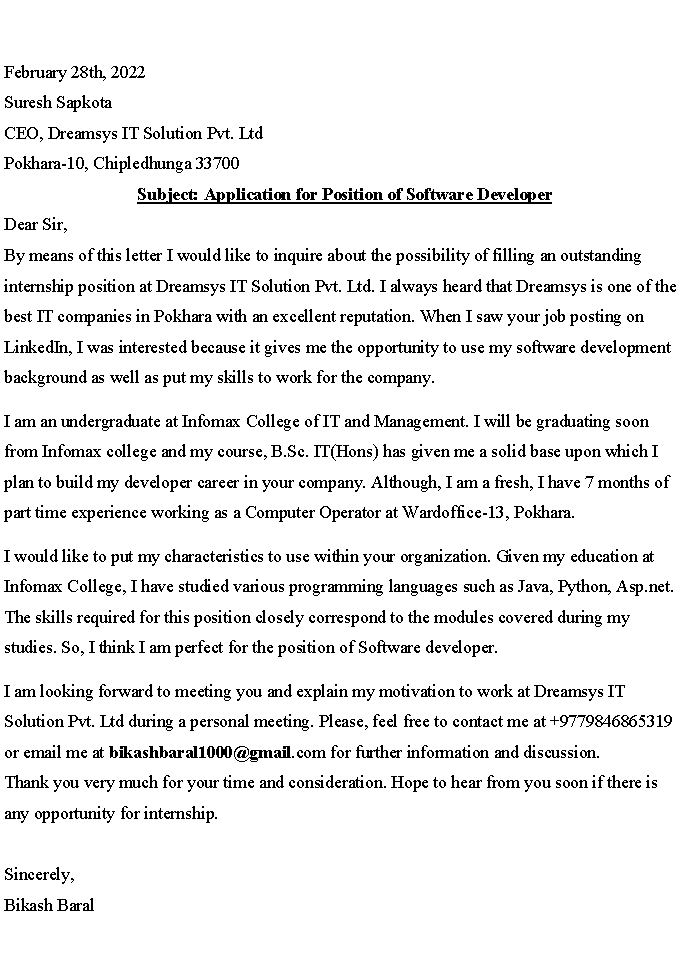 February 28th, 2022
Suresh Sapkota
CEO, Dreamsys IT Solution Pvt. Ltd
Pokhara-10, Chipledhunga 33700
Subject: Application for Position of Software Developer
Dear Sir,
By means of this letter I would like to inquire about the possibility of filling an outstanding
internship position at Dreamsys IT Solution Pvt. Ltd. I always heard that Dreamsys is one of the
best IT companies in Pokhara with an excellent reputation. When I saw your job posting on
LinkedIn, I was interested because it gives me the opportunity to use my software development
background as well as put my skills to work for the company.
I am an undergraduate at Infomax College of IT and Management. I will be graduating soon
from Infomax college and my course, B.Sc. IT(Hons) has given me a solid base upon which I
plan to build my developer career in your company. Although, I am a fresh, I have 7 months of
part time experience working as a Computer Operator at Wardoffice-13, Pokhara.
I would like to put my characteristics to use within your organization. Given my education at
Infomax College, I have studied various programming languages such as Java, Python, Asp.net.
The skills required for this position closely correspond to the modules covered during my
studies. So, I think I am perfect for the position of Software developer.
I am looking forward to meeting you and explain my motivation to work at Dreamsys IT
Solution Pvt. Ltd during a personal meeting. Please, feel free to contact me at +9779846865319
or email me at bikashbaral1000@gmail.com for further information and discussion.
Thank you very much for your time and consideration. Hope to hear from you soon if there is
any opportunity for internship.
Sincerely,
Bikash Baral